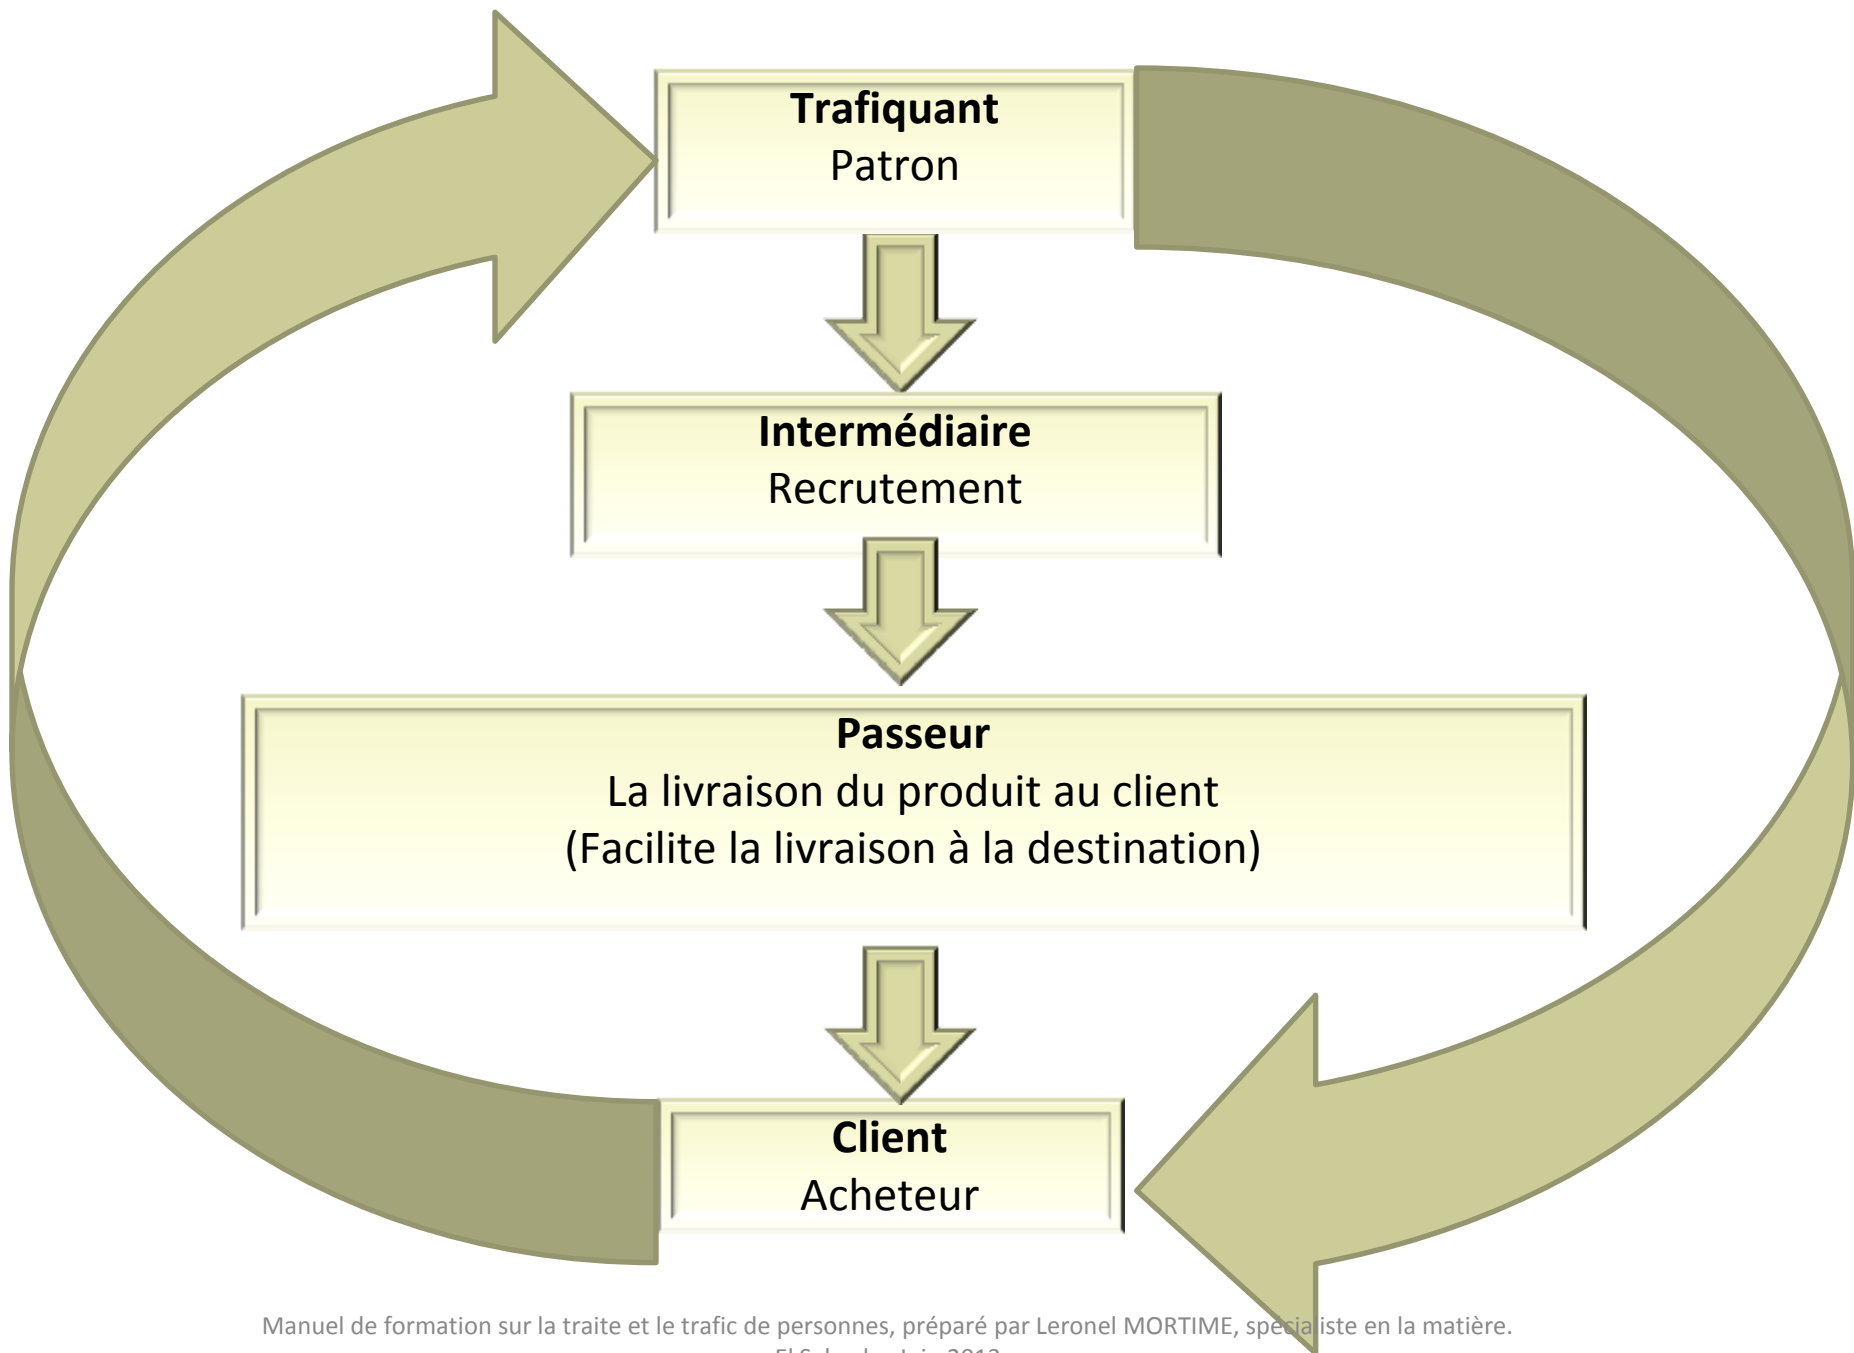 Trafiquant
Patron
Intermédiaire
Recrutement
Passeur
La livraison du produit au client
(Facilite la livraison à la destination)
Client
Acheteur
Manuel de formation sur la traite et le trafic de personnes, préparé par Leronel MORTIME, spécialiste en la matière.